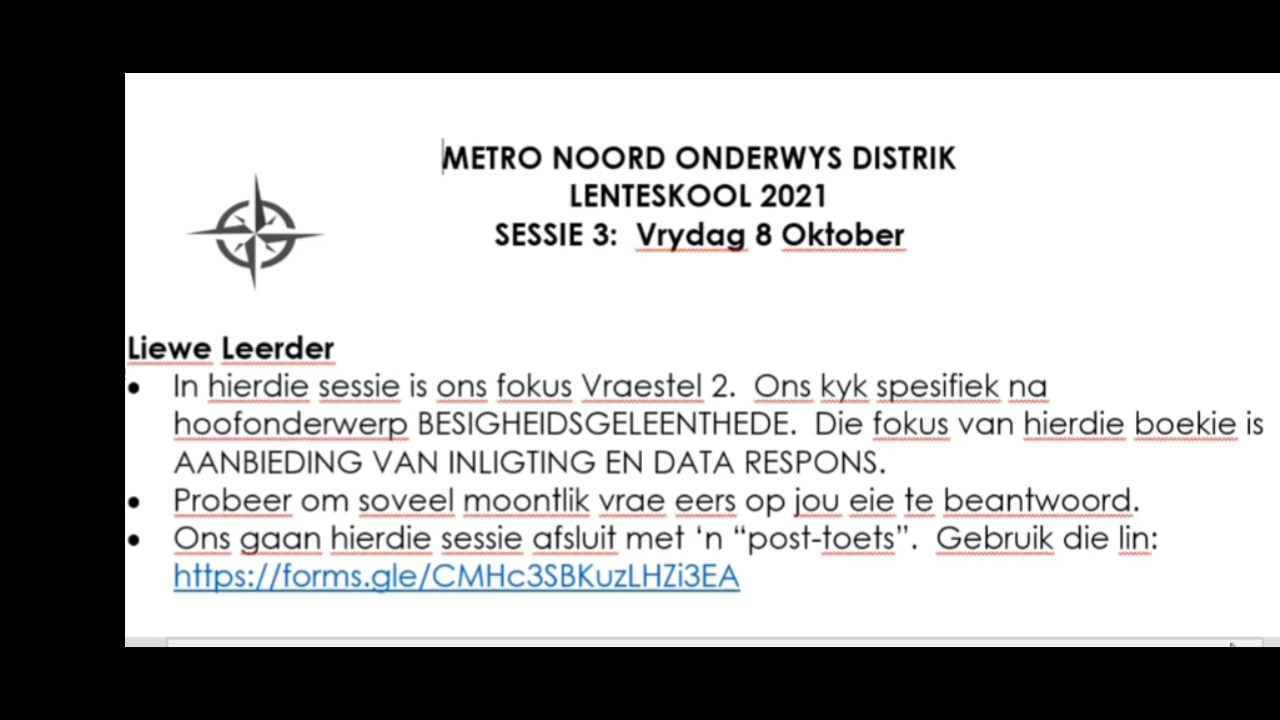 METRO NOORD ONDERWYS DISTRIK
LENTESKOOL 2021
SESSIE 3: Vrydag 8 Oktober
Liewe Leerder
• In hierdie sessie is ons fokus Vraestel 2. Ons kyk spesifiek na
hoofonderwerp BESIGHEIDSGELEENTHEDE. Die fokus van hierdie boekie is
AANBIEDING VAN INLIGTING EN DATA RESPONS.
• Probeer om soveel moontlik vrae eers op jou eie te beantwoord.
• Ons gaan hierdie sessie afsluit met ‘n “post-toets”. Gebruik die lin:
https://forms.gle/CMHc3SBKuzLHZi3EA